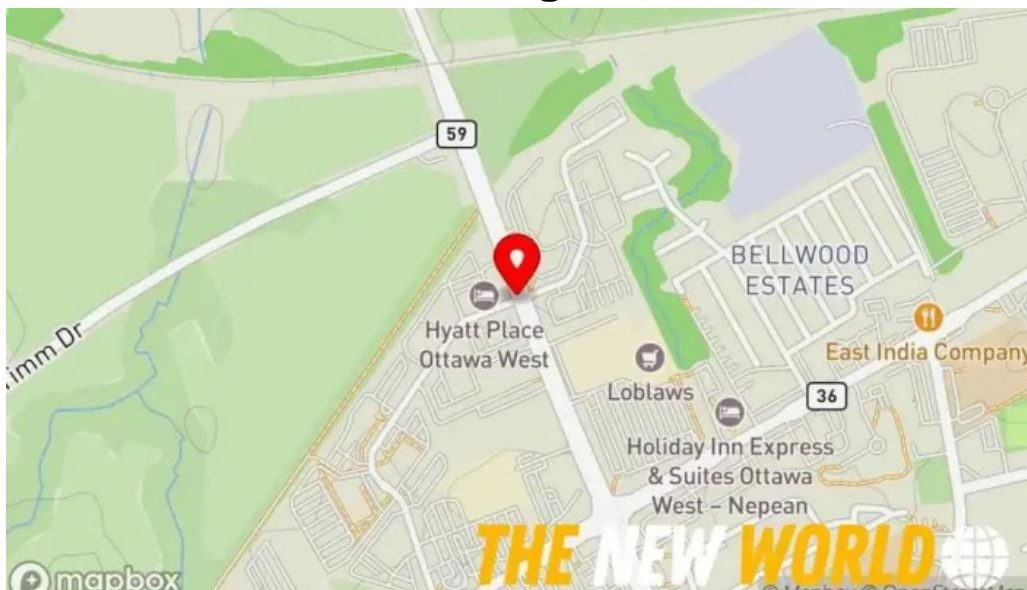 59
BELLWOOD
ESTATES
Hyatt Place
Ottawa West
imm Dr
East India Company
Loblaws
36
Holiday Inn Express
& Suites Ottawa
West – Nepean
THE NEW WORLD
mapbox